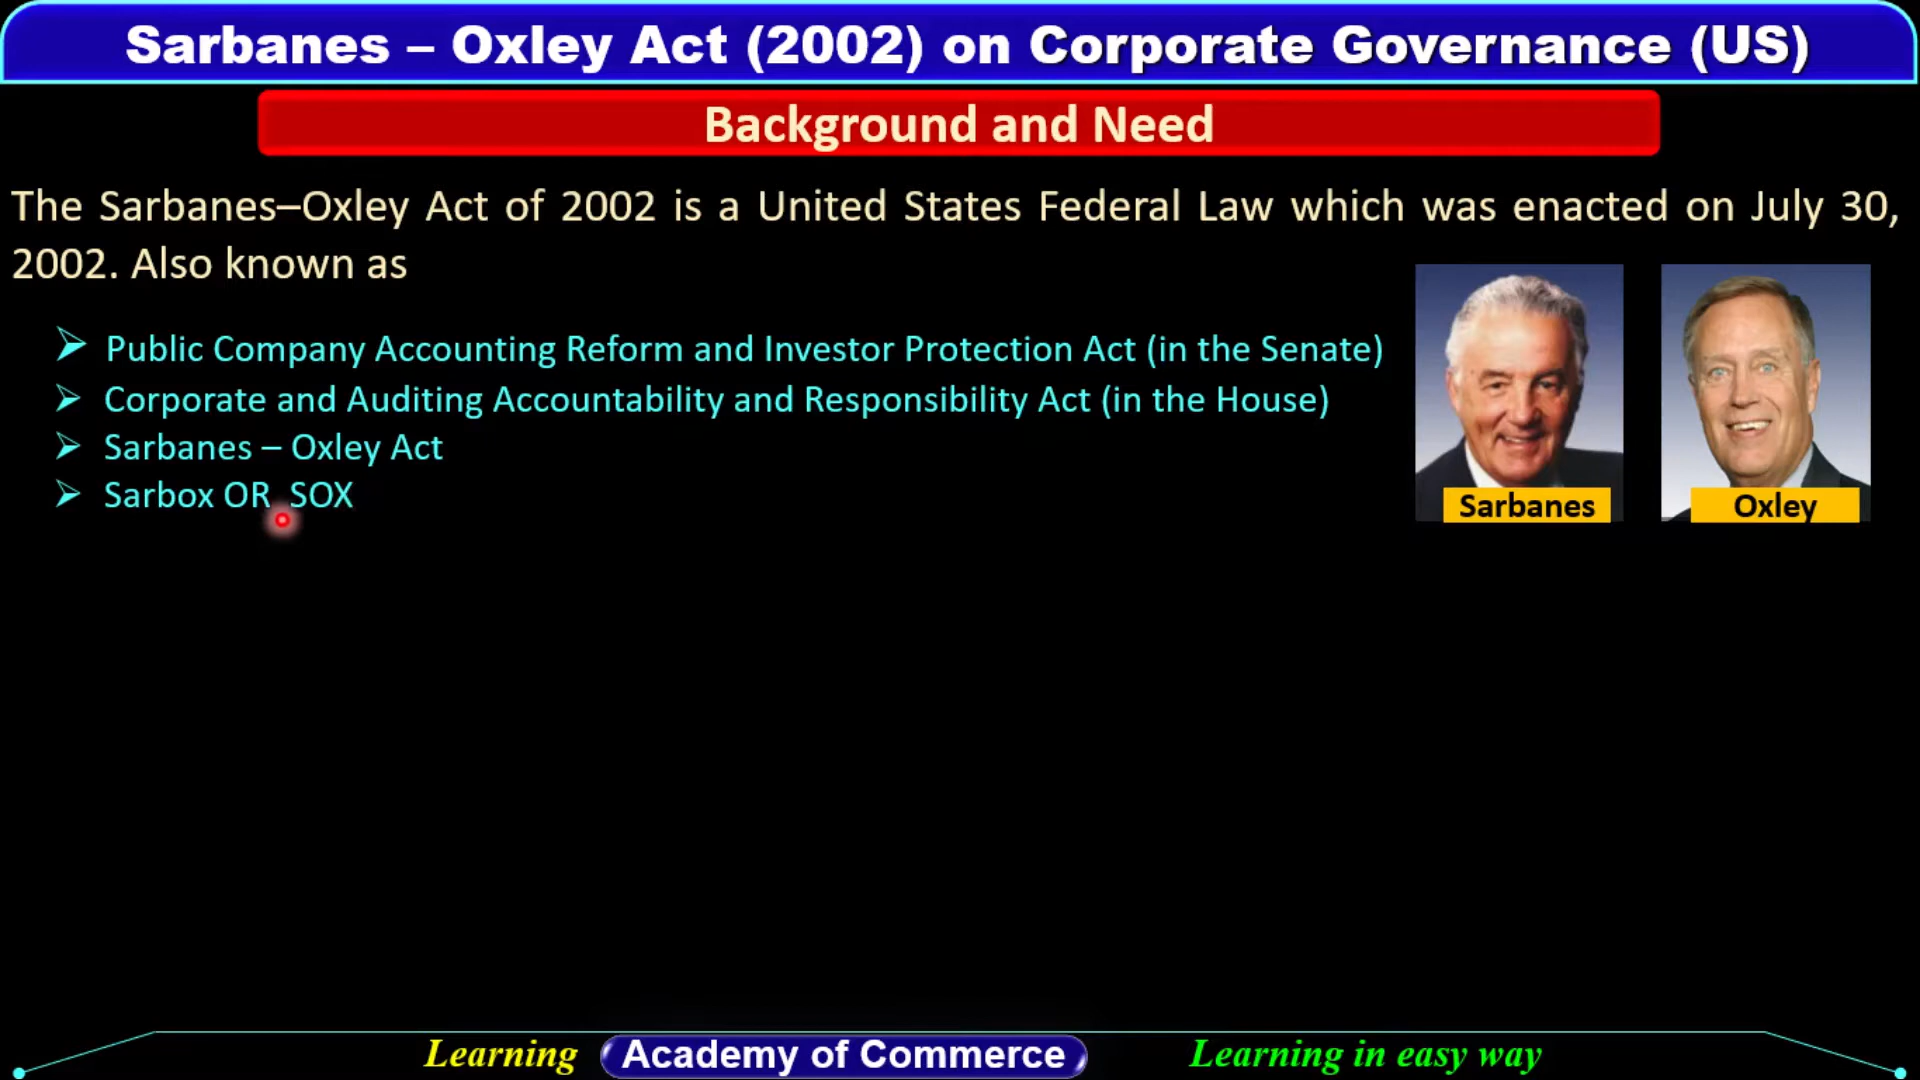 Sarbanes – Oxley Act (2002) on Corporate Governance (US)
Background and Need
The Sarbanes–Oxley Act of 2002 is a United States Federal Law which was enacted on July 30,
2002. Also known as
➢ Public Company Accounting Reform and Investor Protection Act (in the Senate)
➢ Corporate and Auditing Accountability and Responsibility Act (in the House)
➢ Sarbanes – Oxley Act
➢ Sarbox OR SOX
Sarbanes
Oxley
Learning Academy of Commerce Learning in easy way